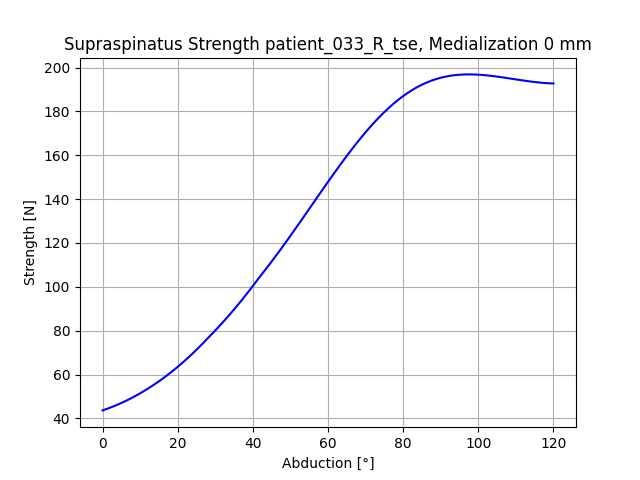 Supraspinatus Strength patient_033_R_tse, Medialization 0 mm
200
180
160
140
120
100
80
60
40
Strength [N]
0 20 40 60 80 100 120
Abduction [°]